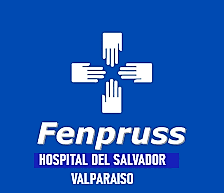 Fenpruss
HOSPITAL DEL SALVADOR
VALPARAISO